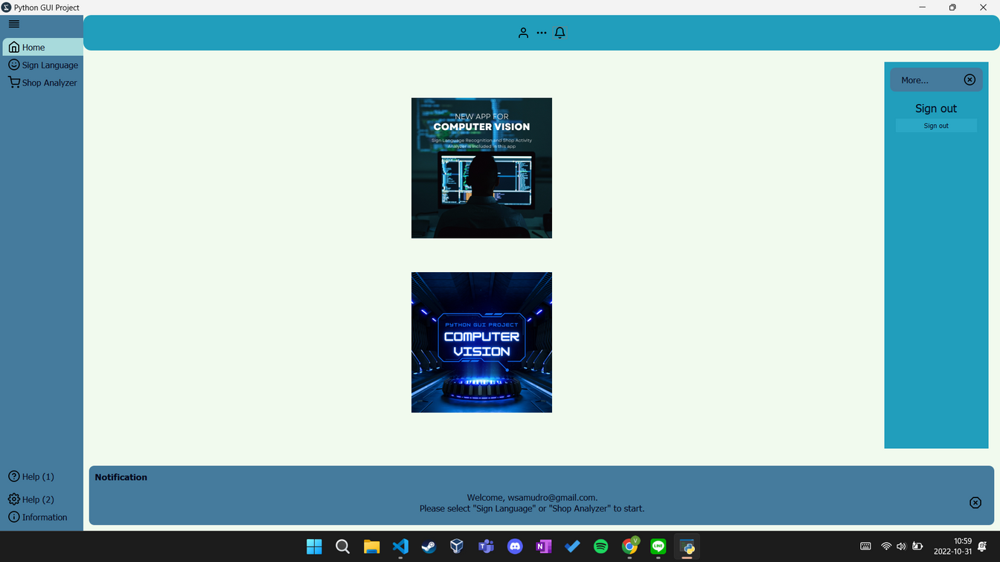 Python GUI Project
Home
Sign Language
Shop Analyzer
NEW APP FOR
COMPUTER VISION
Sign Language Recognition and Shop Activity
Analyzer is included in this app
PYTHON GUI PROJECT
COMPUTER
VISION
More...
Sign out
Sign out
Help (1)
Help (2)
Information
Notification
Welcome, wsamudro@gmail.com.
Please select "Sign Language" or "Shop Analyzer" to start.
N
LINE
V
10:59
2022-10-31